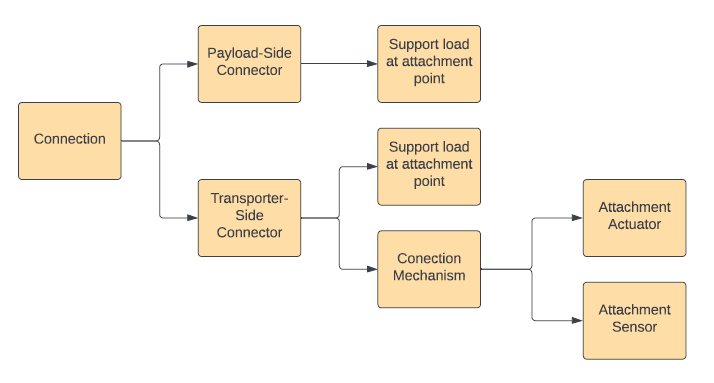 Payload-Side
Connector
Support load
at attachment
point
Connection
Support load
at attachment
point
Transporter-
Side
Connector
Conection
Mechanism
Attachment
Actuator
Attachment
Sensor